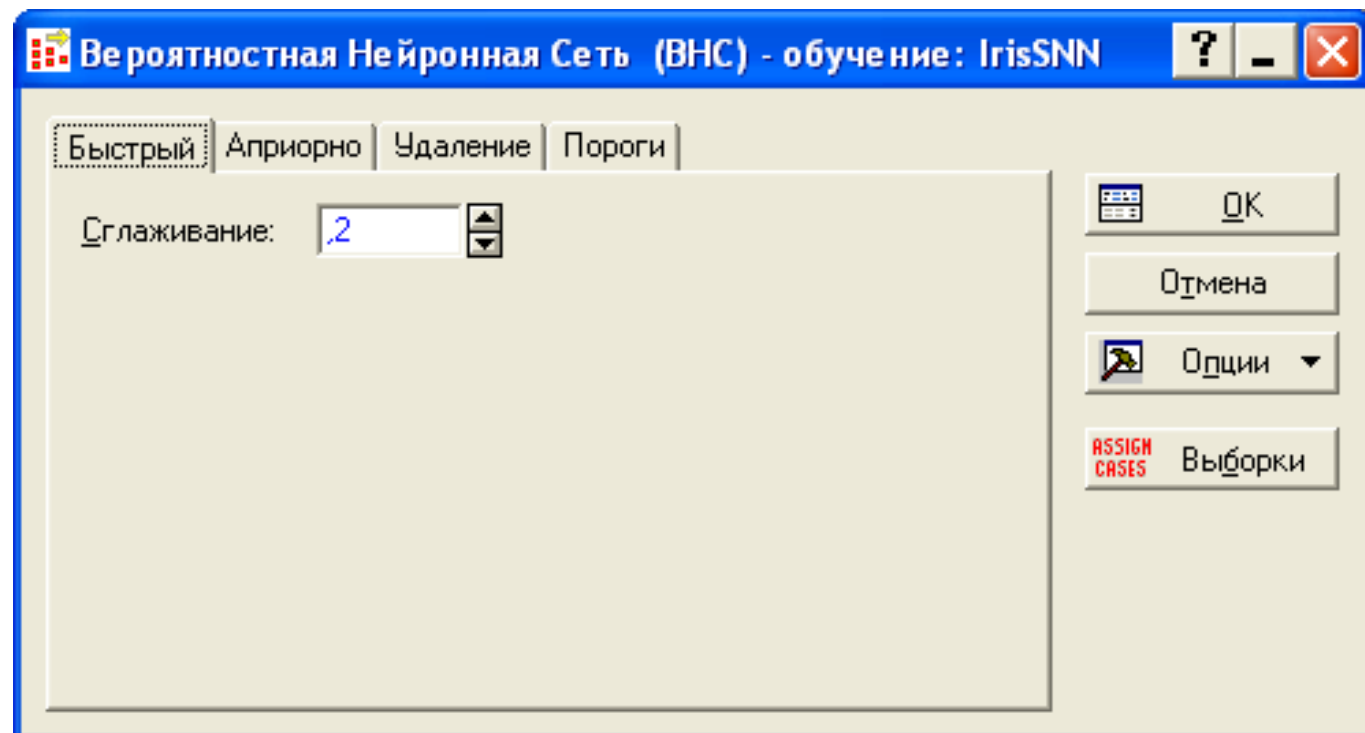 Вероятностная Нейронная Сеть (ВНС) - обучение: IrisSNN
Быстрый Априорно Удаление Пороги
Сглаживание: ,2
OK
Отмена
Опции
ASSIGN CASES Выборки